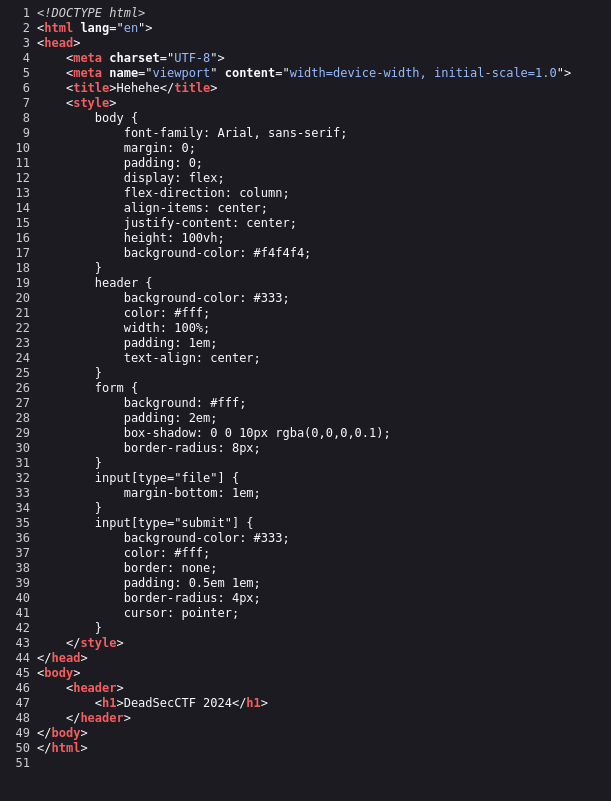 1 <!DOCTYPE html>
2 <html lang="en">
3 <head>
4     <meta charset="UTF-8">
5     <meta name="viewport" content="width=device-width, initial-scale=1.0">
6     <title>Hehehe</title>
7     <style>
8         body {
9             font-family: Arial, sans-serif;
10             margin: 0;
11             padding: 0;
12             display: flex;
13             flex-direction: column;
14             align-items: center;
15             justify-content: center;
16             height: 100vh;
17             background-color: #f4f4f4;
18         }
19         header {
20             background-color: #333;
21             color: #fff;
22             width: 100%;
23             padding: 1em;
24             text-align: center;
25         }
26         form {
27             background: #fff;
28             padding: 2em;
29             box-shadow: 0 0 10px rgba(0,0,0,0.1);
30             border-radius: 8px;
31         }
32         input[type="file"] {
33             margin-bottom: 1em;
34         }
35         input[type="submit"] {
36             background-color: #333;
37             color: #fff;
38             border: none;
39             padding: 0.5em 1em;
40             border-radius: 4px;
41             cursor: pointer;
42         }
43     </style>
44 </head>
45 <body>
46     <header>
47         <h1>DeadSecCTF 2024</h1>
48     </header>
49 </body>
50 </html>
51